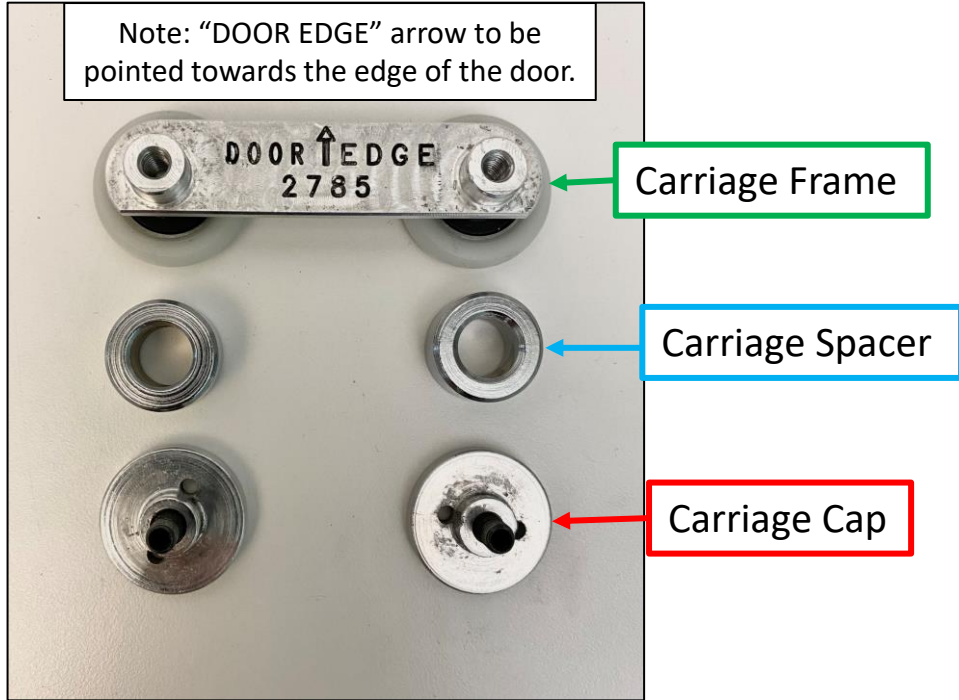 Note: “DOOR EDGE” arrow to be
pointed towards the edge of the door.
DOOR EDGE
2785
Carriage Frame
Carriage Spacer
Carriage Cap